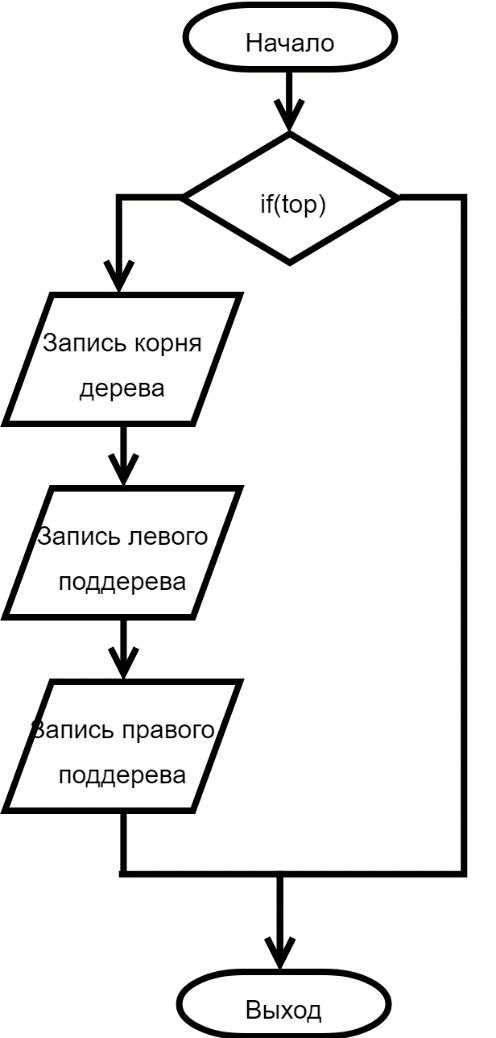 Начало
if(top)
Запись корня
дерева
Запись левого
поддерева
Запись правого
поддерева
Выход